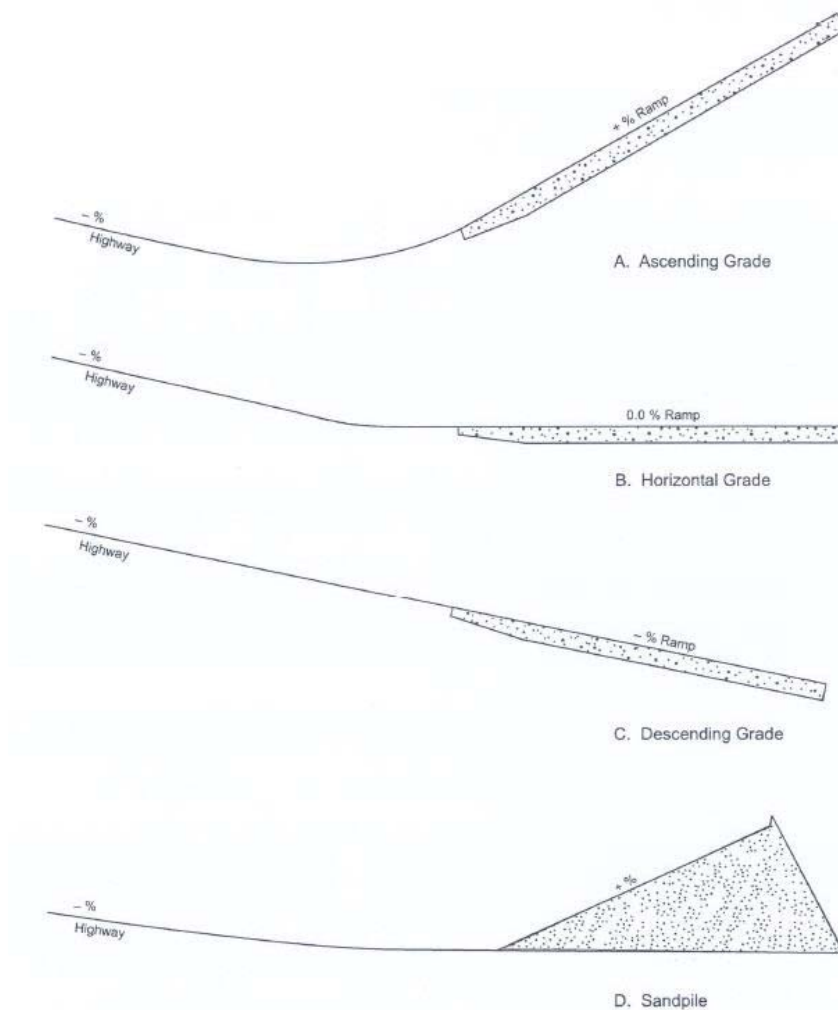 + % Ramp
– %
Highway
A. Ascending Grade
– %
Highway
0.0 % Ramp
B. Horizontal Grade
– %
Highway
– % Ramp
C. Descending Grade
+ %
– %
Highway
D. Sandpile